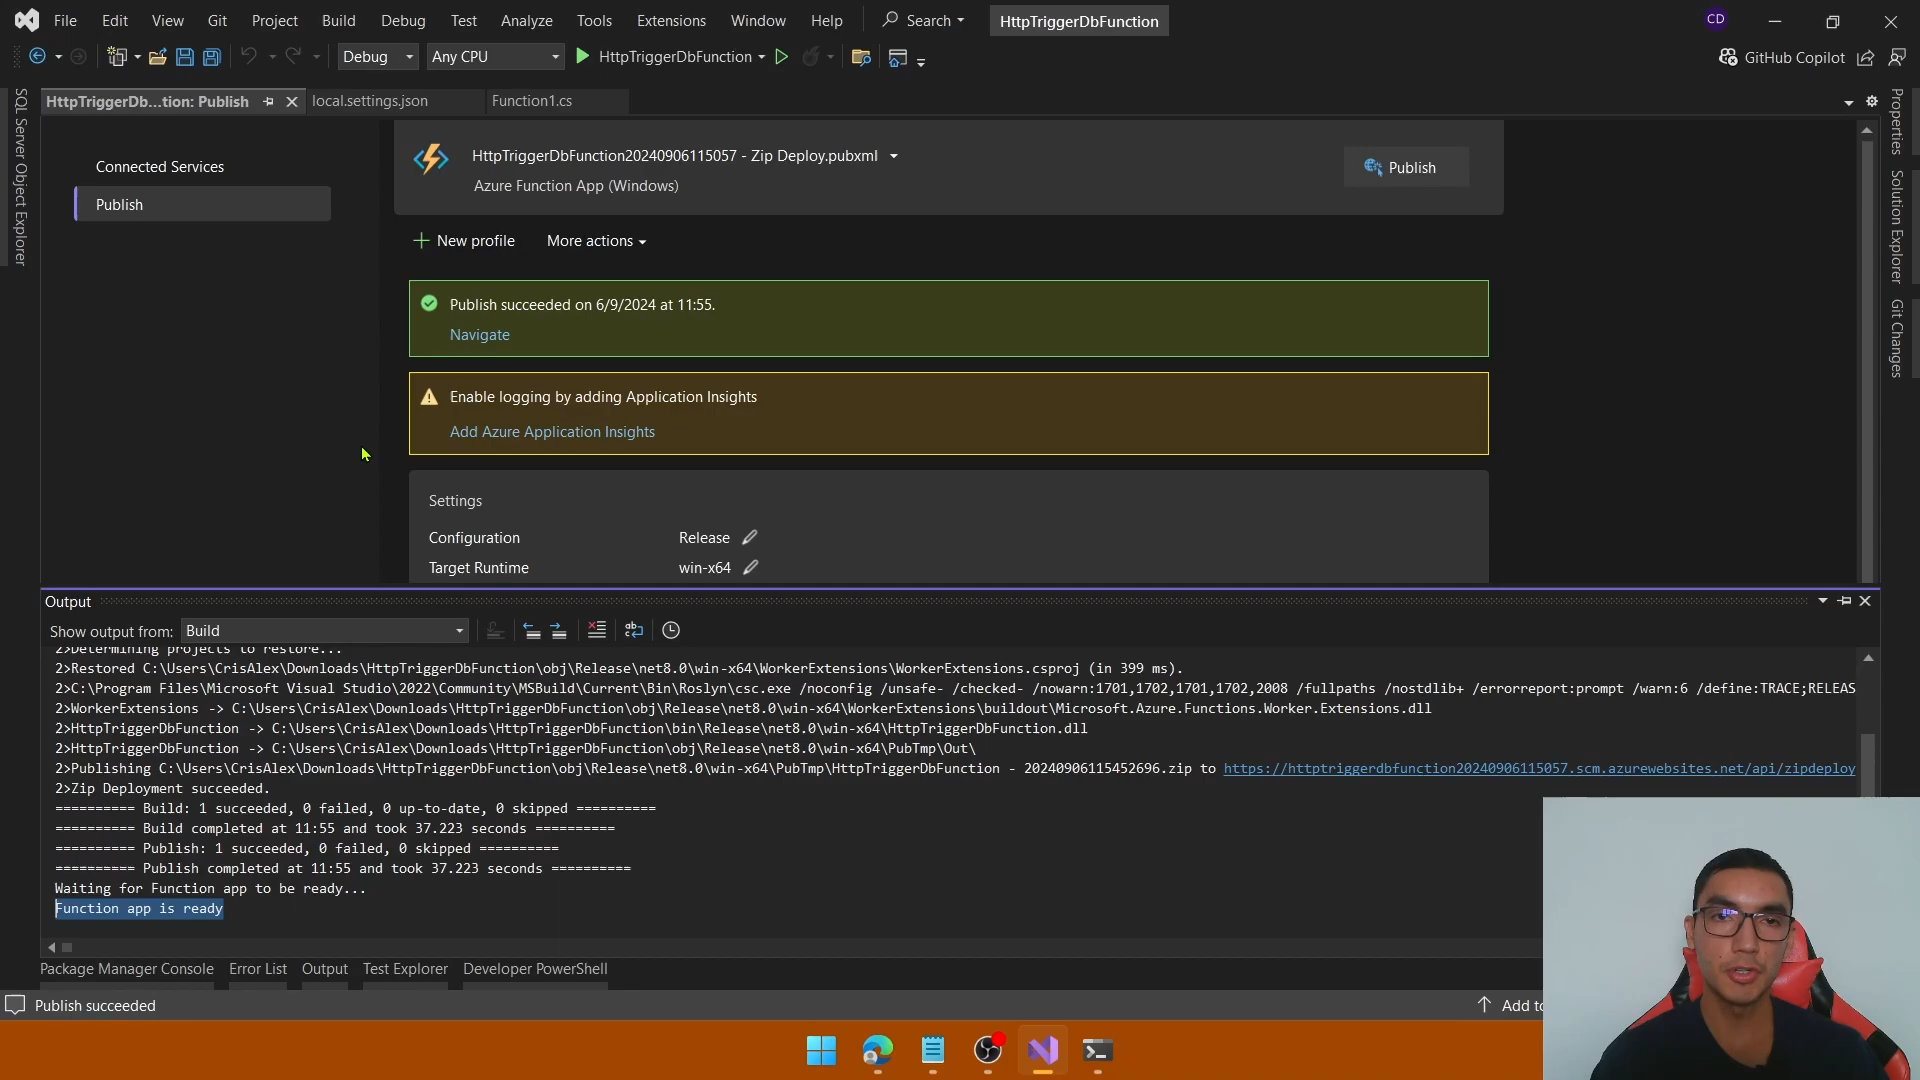 File Edit View Git Project Build Debug Test Analyze Tools Extensions Window Help Search HttpTriggerDbFunction CD
Debug Any CPU HttpTriggerDbFunction GitHub Copilot
HttpTriggerDb...tion: Publish local.settings.json Function1.cs
SQL Server Object Explorer
Properties
Solution Explorer
Git Changes
Connected Services
Publish
HttpTriggerDbFunction20240906115057 - Zip Deploy.pubxml
Azure Function App (Windows)
Publish
New profile More actions
Publish succeeded on 6/9/2024 at 11:55.
Navigate
Enable logging by adding Application Insights
Add Azure Application Insights
Settings
Configuration Release
Target Runtime win-x64
Output
Show output from: Build
2>Determining projects to restore...
2>Restored C:\Users\CrisAlex\Downloads\HttpTriggerDbFunction\obj\Release\net8.0\win-x64\WorkerExtensions\WorkerExtensions.csproj (in 399 ms).
2>C:\Program Files\Microsoft Visual Studio\2022\Community\MSBuild\Current\Bin\Roslyn\csc.exe /noconfig /unsafe- /checked- /nowarn:1701,1702,1701,1702,2008 /fullpaths /nostdlib+ /errorreport:prompt /warn:6 /define:TRACE;RELEAS
2>WorkerExtensions -> C:\Users\CrisAlex\Downloads\HttpTriggerDbFunction\obj\Release\net8.0\win-x64\WorkerExtensions\buildout\Microsoft.Azure.Functions.Worker.Extensions.dll
2>HttpTriggerDbFunction -> C:\Users\CrisAlex\Downloads\HttpTriggerDbFunction\bin\Release\net8.0\win-x64\HttpTriggerDbFunction.dll
2>HttpTriggerDbFunction -> C:\Users\CrisAlex\Downloads\HttpTriggerDbFunction\obj\Release\net8.0\win-x64\PubTmp\Out\
2>Publishing C:\Users\CrisAlex\Downloads\HttpTriggerDbFunction\obj\Release\net8.0\win-x64\PubTmp\HttpTriggerDbFunction - 20240906115452696.zip to https://httptriggerdbfunction20240906115057.scm.azurewebsites.net/api/zipdeploy
2>Zip Deployment succeeded.
========== Build: 1 succeeded, 0 failed, 0 up-to-date, 0 skipped ==========
========== Build completed at 11:55 and took 37.223 seconds ==========
========== Publish: 1 succeeded, 0 failed, 0 skipped ==========
========== Publish completed at 11:55 and took 37.223 seconds ==========
Waiting for Function app to be ready...
Function app is ready
Package Manager Console Error List Output Test Explorer Developer PowerShell
Publish succeeded Add to